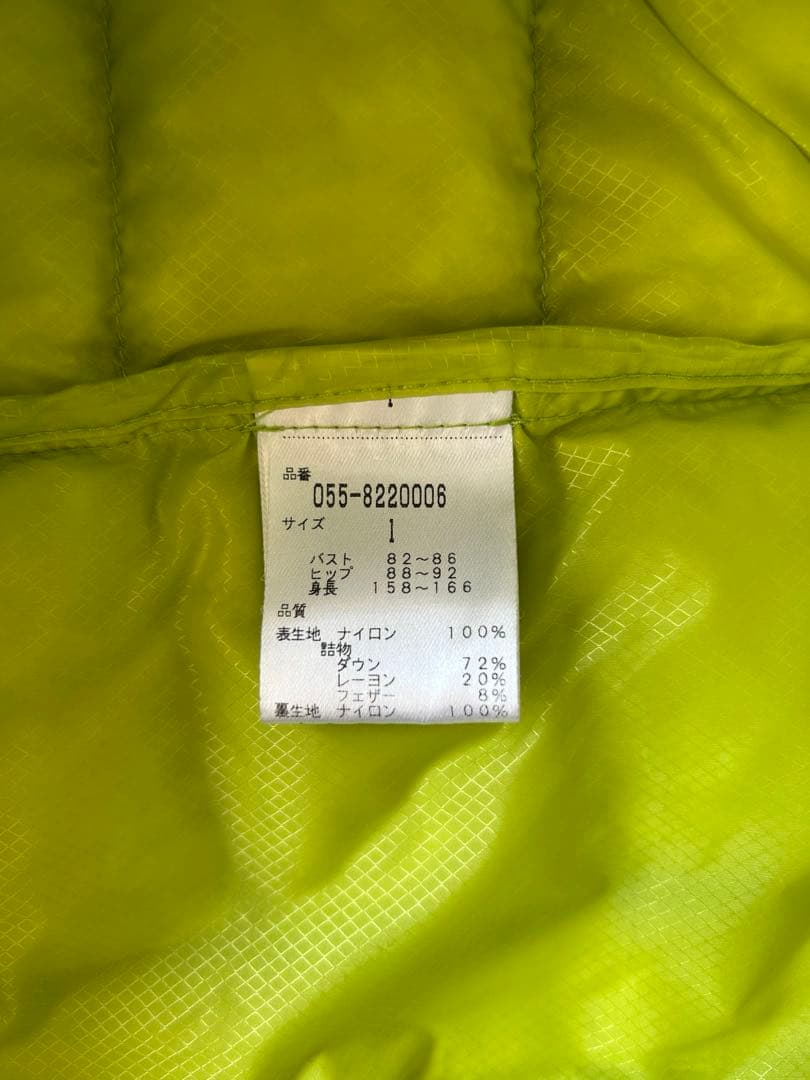 品番
055-8220006
サイズ
1
バスト 82～86
ヒップ 88～92
身長 158～166
品質
表生地 ナイロン 100%
詰物
ダウン 72%
レーヨン 20%
フェザー 8%
裏生地 ナイロン 100%